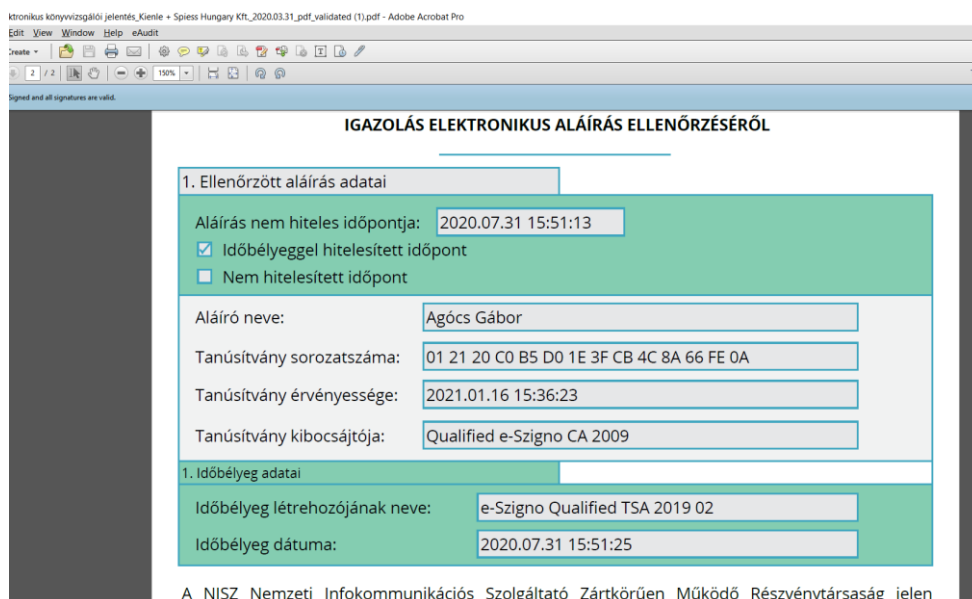 ktronikus könyvvizsgálói jelentés_Kienle + Spiess Hungary Kft._2020.03.31_pdf_validated (1).pdf - Adobe Acrobat Pro
Edit View Window Help eAudit
Create
2 / 2 150%
Signed and all signatures are valid.
IGAZOLÁS ELEKTRONIKUS ALÁÍRÁS ELLENŐRZÉSÉRŐL
1. Ellenőrzött aláírás adatai
Aláírás nem hiteles időpontja: 2020.07.31 15:51:13
Időbélyeggel hitelesített időpont
Nem hitelesített időpont
Aláíró neve: Agócs Gábor
Tanúsítvány sorozatszáma: 01 21 20 C0 B5 D0 1E 3F CB 4C 8A 66 FE 0A
Tanúsítvány érvényessége: 2021.01.16 15:36:23
Tanúsítvány kibocsájtója: Qualified e-Szigno CA 2009
1. Időbélyeg adatai
Időbélyeg létrehozójának neve: e-Szigno Qualified TSA 2019 02
Időbélyeg dátuma: 2020.07.31 15:51:25
A NISZ Nemzeti Infokommunikációs Szolgáltató Zártkörűen Működő Részvénytársaság jelen